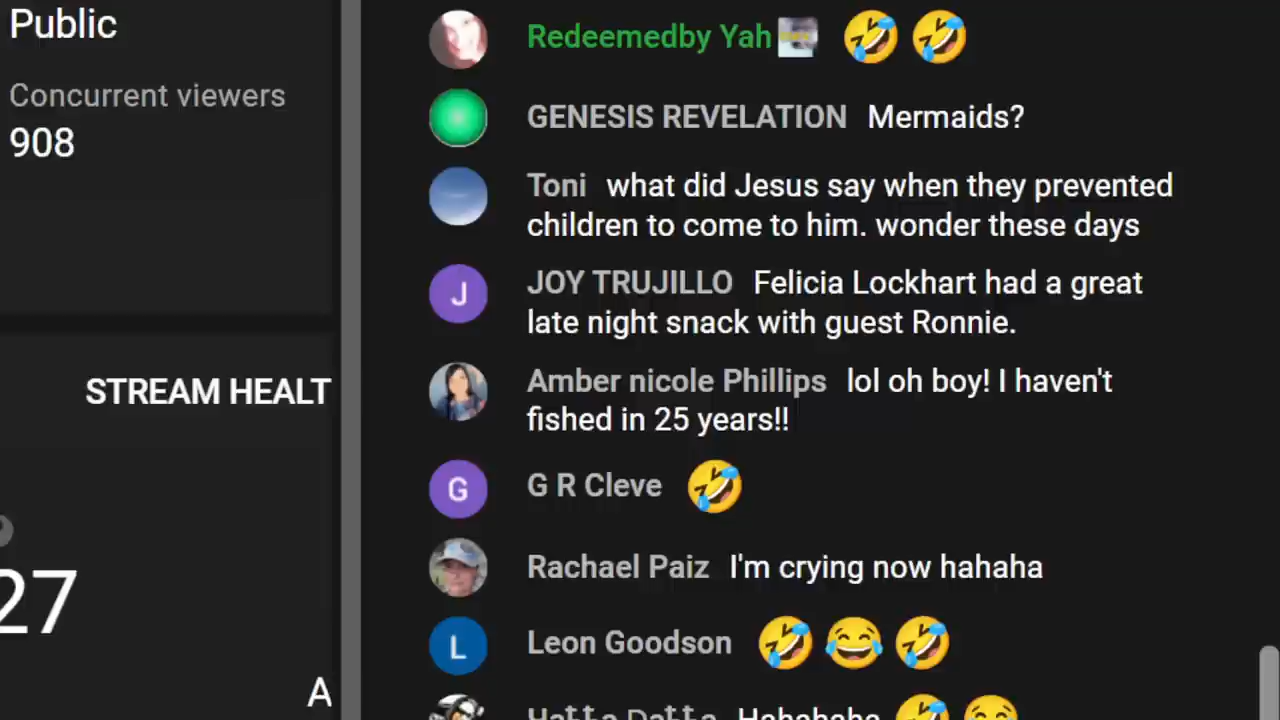 Public
Concurrent viewers
908
STREAM HEALT
27
A
Redeemedby Yah 🤣 🤣
GENESIS REVELATION Mermaids?
Toni what did Jesus say when they prevented
children to come to him. wonder these days
J
JOY TRUJILLO Felicia Lockhart had a great
late night snack with guest Ronnie.
Amber nicole Phillips lol oh boy! I haven't
fished in 25 years!!
G
G R Cleve 🤣
Rachael Paiz I'm crying now hahaha
L
Leon Goodson 🤣 😂 🤣
Hahahaha